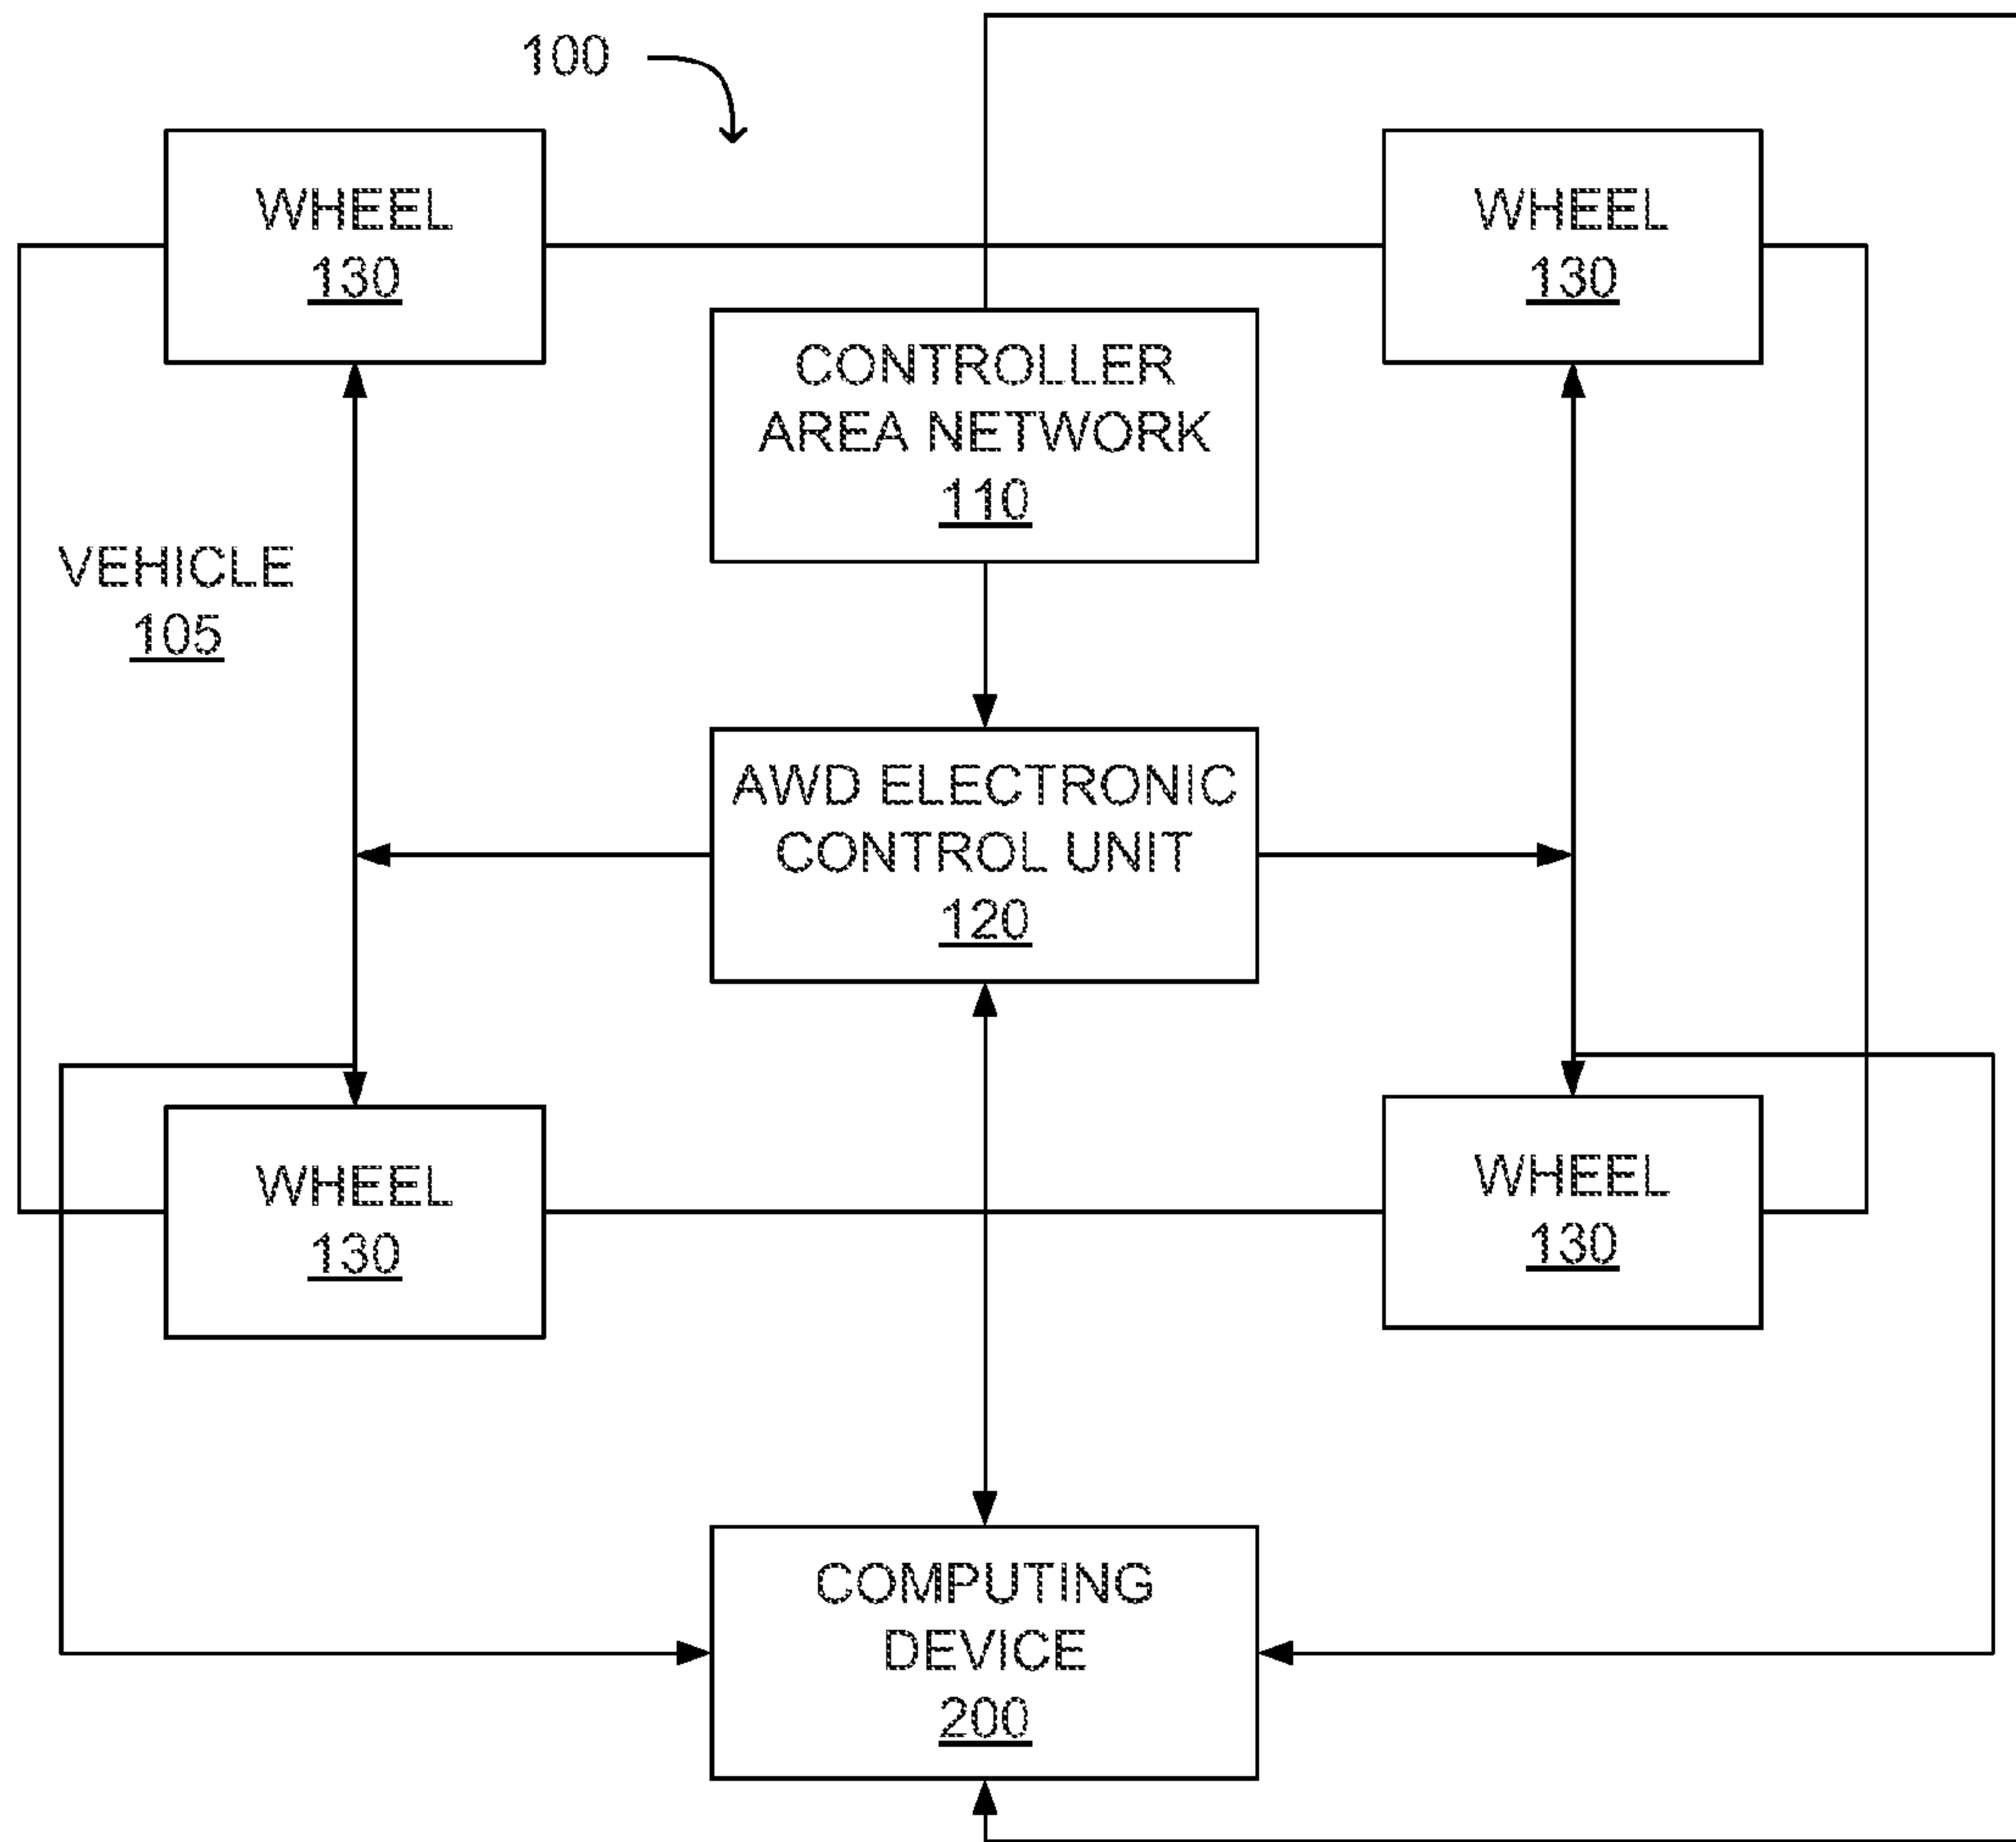 100
WHEEL
130
WHEEL
130
CONTROLLER
AREA NETWORK
110
VEHICLE
105
AWD ELECTRONIC
CONTROL UNIT
120
WHEEL
130
WHEEL
130
COMPUTING
DEVICE
200